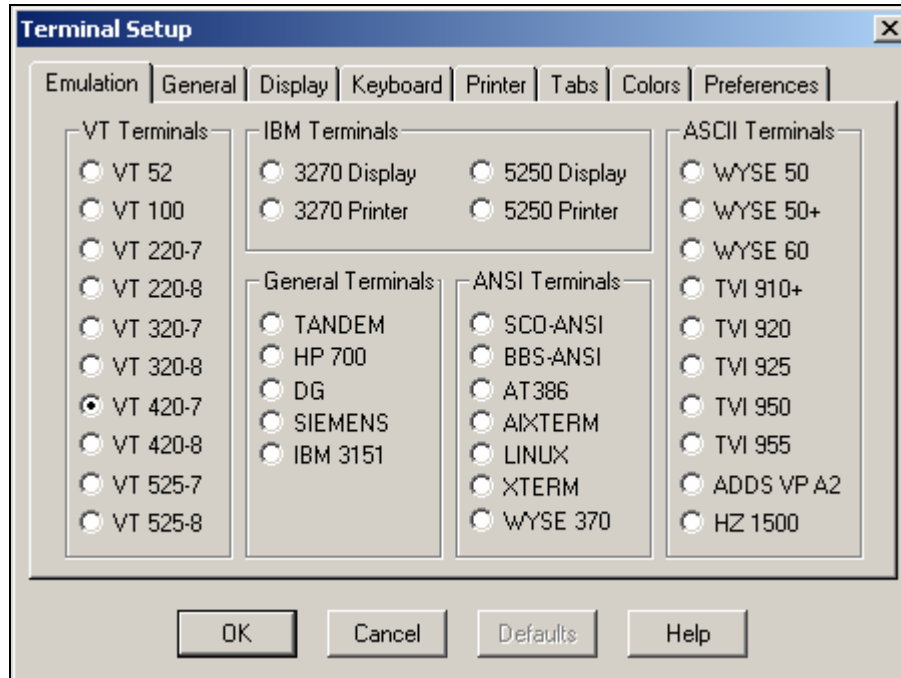 Terminal Setup
Emulation General Display Keyboard Printer Tabs Colors Preferences
VT Terminals
VT 52
VT 100
VT 220-7
VT 220-8
VT 320-7
VT 320-8
VT 420-7
VT 420-8
VT 525-7
VT 525-8
IBM Terminals
3270 Display
5250 Display
3270 Printer
5250 Printer
General Terminals
TANDEM
HP 700
DG
SIEMENS
IBM 3151
ANSI Terminals
SCO-ANSI
BBS-ANSI
AT386
AIXTERM
LINUX
XTERM
WYSE 370
ASCII Terminals
WYSE 50
WYSE 50+
WYSE 60
TVI 910+
TVI 920
TVI 925
TVI 950
TVI 955
ADDS VP A2
HZ 1500
OK Cancel Defaults Help